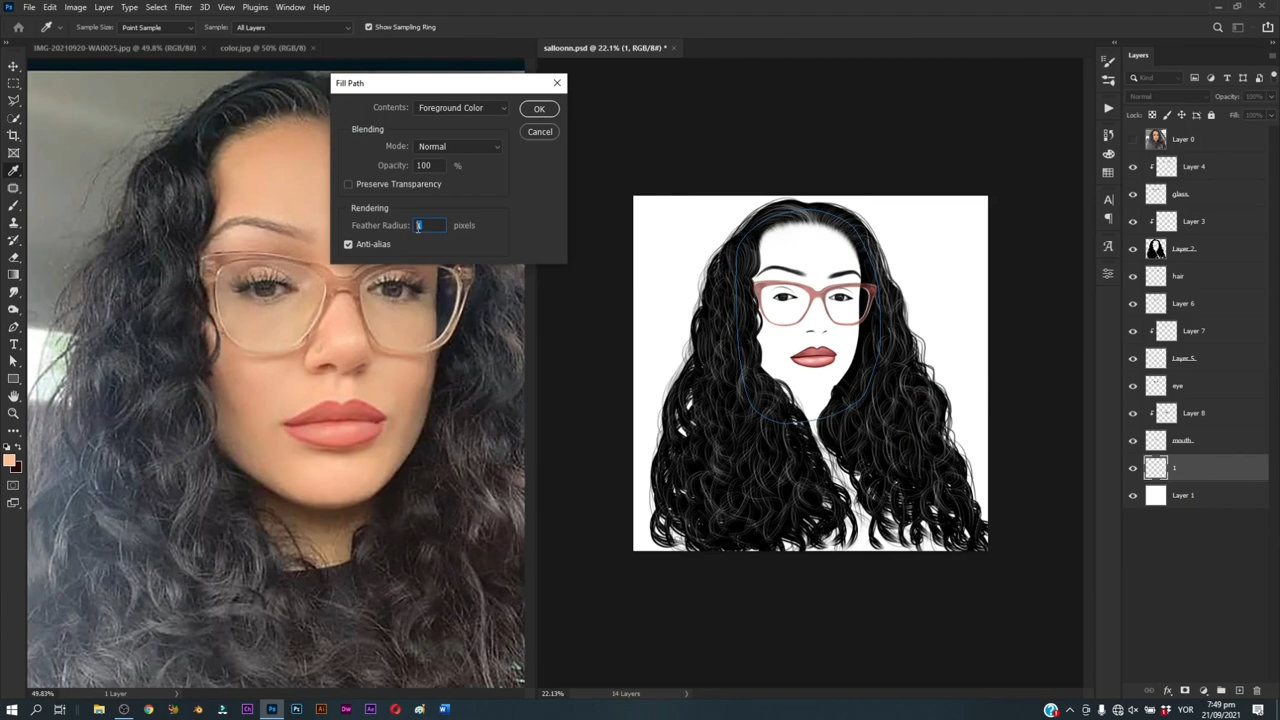 File Edit Image Layer Type Select Filter 3D View Plugins Window Help
Sample Size: Point Sample Sample: All Layers Show Sampling Ring
IMG-20210920-WA0025.jpg @ 49.8% (RGB/8#) × color.jpg @ 50% (RGB/8) ×
salloonn.psd @ 22.1% (1, RGB/8#) * ×
Fill Path
Contents: Foreground Color
OK
Blending
Cancel
Mode: Normal
Opacity: 100 %
Preserve Transparency
Rendering
Feather Radius: pixels
Anti-alias
Layers
Kind
Normal Opacity: 100%
Lock: Fill: 100%
Layer 0
Layer 4
glass
Layer 3
Layer 2
hair
Layer 6
Layer 7
Layer 5
eye
Layer 8
mouth
1
Layer 1
49.83% 1 Layer
22.13% 14 Layers
YOR
7:49 pm
21/09/2021